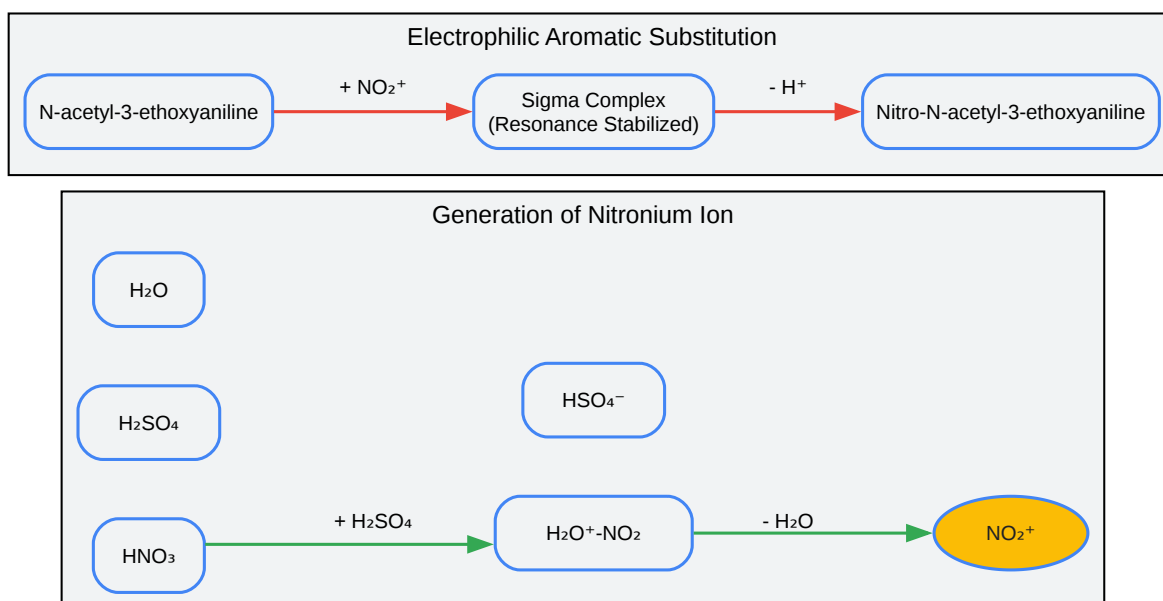 Electrophilic Aromatic Substitution
N-acetyl-3-ethoxyaniline
+ NO₂⁺
Sigma Complex
(Resonance Stabilized)
- H⁺
Nitro-N-acetyl-3-ethoxyaniline
Generation of Nitronium Ion
H₂O
H₂SO₄
HSO₄⁻
HNO₃
+ H₂SO₄
H₂O⁺-NO₂
- H₂O
NO₂⁺